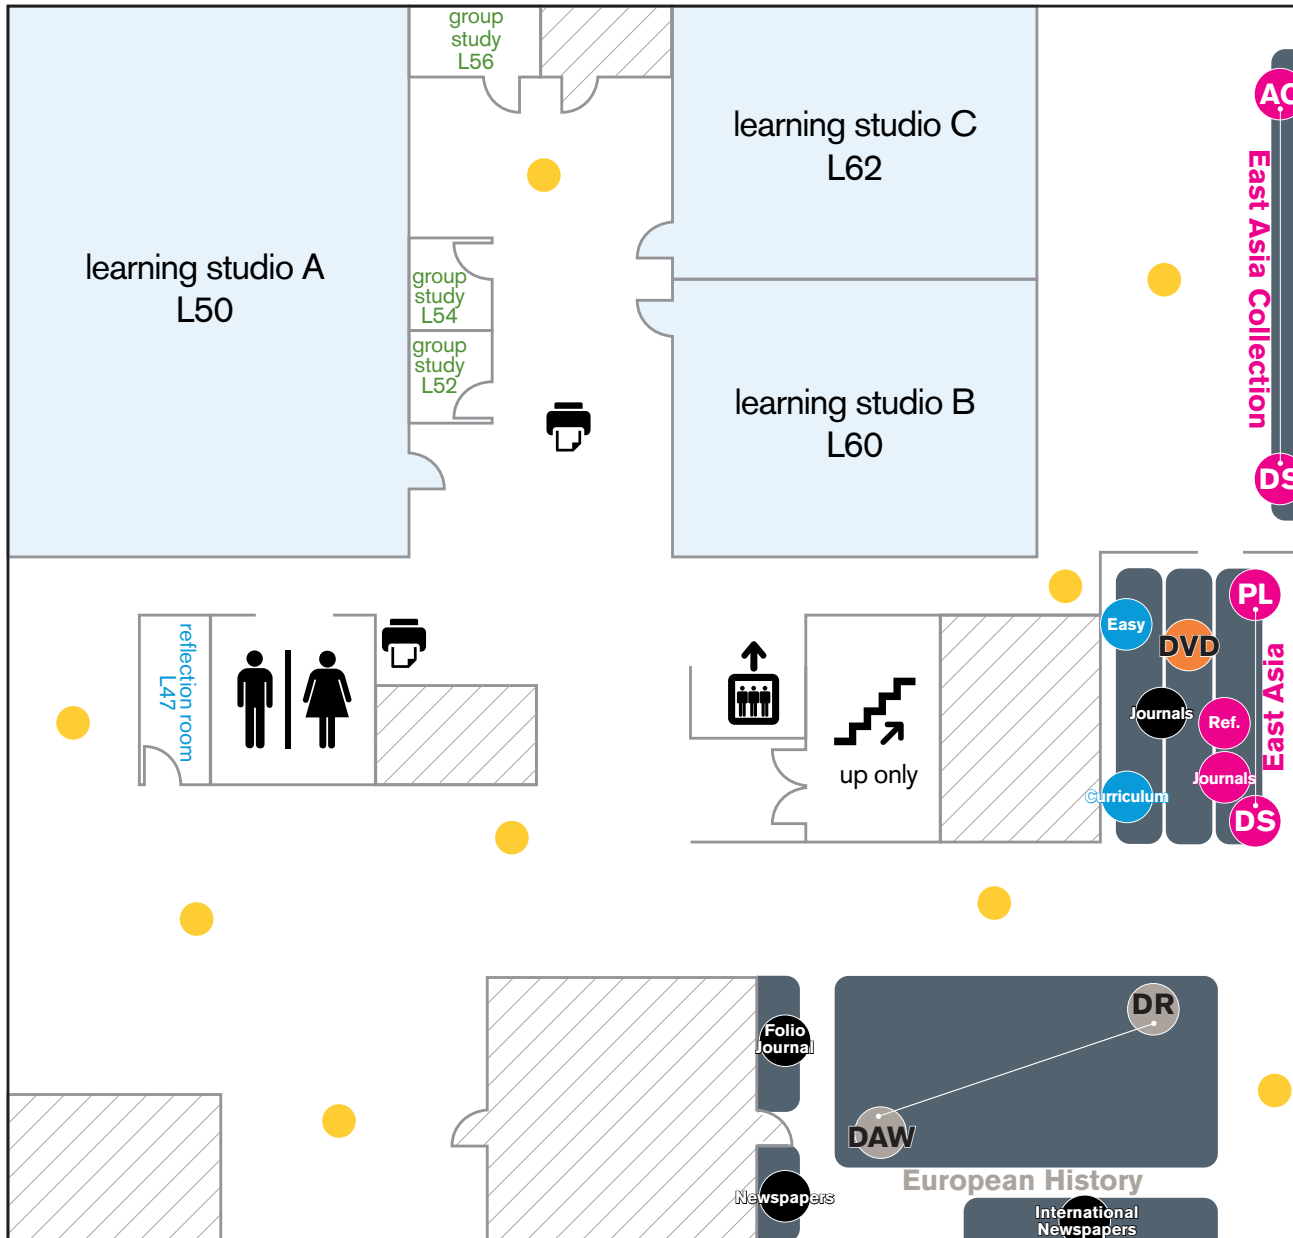 group
study
L56
learning studio C
L62
learning studio A
L50
group
study
L54
group
study
L52
learning studio B
L60
East Asia Collection
DS
reflection room
L47
up only
Easy
DVD
Journals
Curriculum
PL
Ref.
Journals
DS
East Asia
Folio
Journal
Newspapers
DR
DAW
European History
International
Newspapers